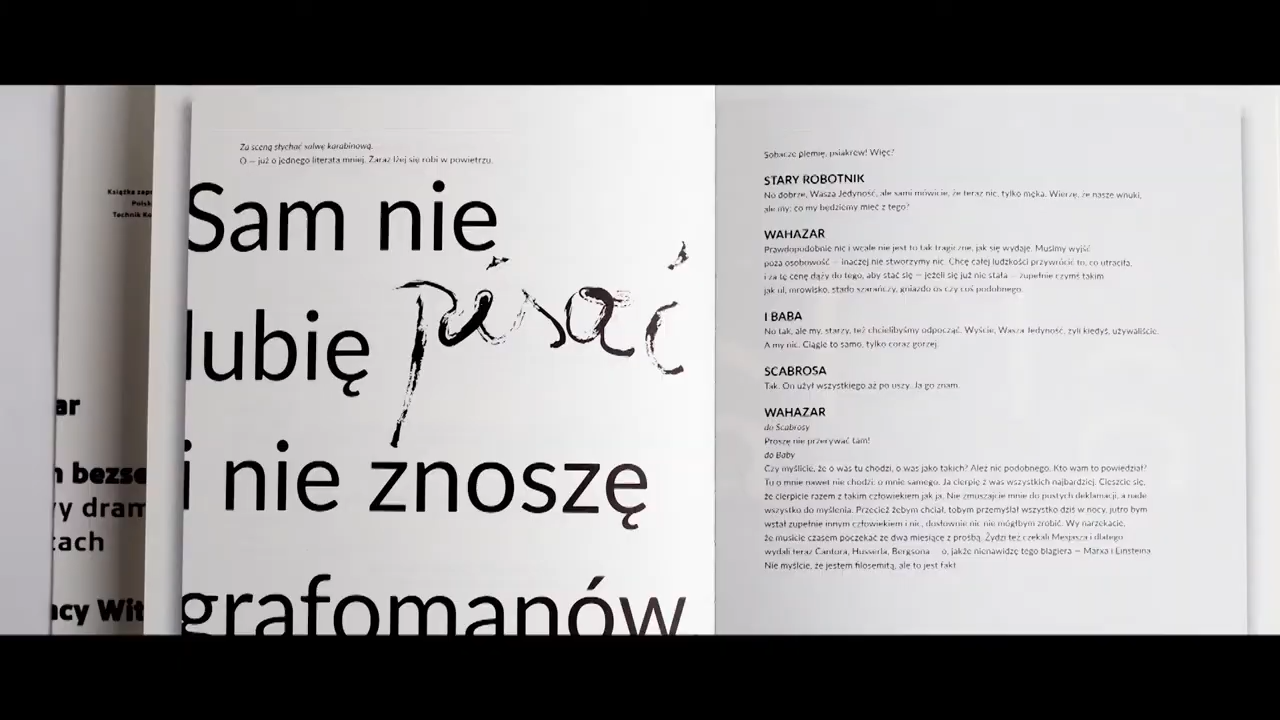 Książka
Polsk
Technik Ko
ar
bezse
dram
tach
acy Wit
Za sceną słychać salwę karabinową.
O — już o jednego literata mniej. Zaraz lżej się robi w powietrzu.
Sam nie
lubię pisać
i nie znoszę
grafomanów
Sobacze plemię, psiakrew! Więc?
STARY ROBOTNIK
No dobrze, Wasza Jedyność, ale sami mówicie, że teraz nic, tylko męka. Wierzę, że nasze wnuki,
ale my; co my będziemy mieć z tego?
WAHAZAR
Prawdopodobnie nic i wcale nie jest to tak tragiczne, jak się wydaje. Musimy wyjść
poza osobowość — inaczej nie stworzymy nic. Chcę całej ludzkości przywrócić to, co utraciła,
i za tę cenę dąży do tego, aby stać się — jeżeli się już nie stała — zupełnie czymś takim
jak ul, mrowisko, stado szarańczy, gniazdo os czy coś podobnego.
I BABA
No tak, ale my, starzy, też chcielibyśmy odpocząć. Wyście, Wasza Jedyność, żyli kiedyś, używaliście.
A my nic. Ciągle to samo, tylko coraz gorzej.
SCABROSA
Tak. On użył wszystkiego aż po uszy. Ja go znam.
WAHAZAR
do Scabrosy
Proszę nie przerywać tam!
do Baby
Czy myślicie, że o was tu chodzi, o was jako takich? Ależ nic podobnego. Kto wam to powiedział?
Tu o mnie nawet nie chodzi: o mnie samego. Ja cierpię z was wszystkich najbardziej. Cieszcie się,
że cierpicie razem z takim człowiekiem jak ja. Nie zmuszajcie mnie do pustych deklamacji, a nade
wszystko do myślenia. Przecież żebym chciał, tobym przemyślał wszystko dziś w nocy, jutro bym
wstał zupełnie innym człowiekiem i nic, dosłownie nic nie mógłbym zrobić. Wy narzekacie,
że musicie czasem poczekać ze dwa miesiące z prośbą. Żydzi też czekali Mesjasza i dlatego
wydali teraz Cantora, Husserla, Bergsona — o, jakże nienawidzę tego blagiera — Marxa i Einsteina.
Nie myślcie, że jestem filosemitą, ale to jest fakt.